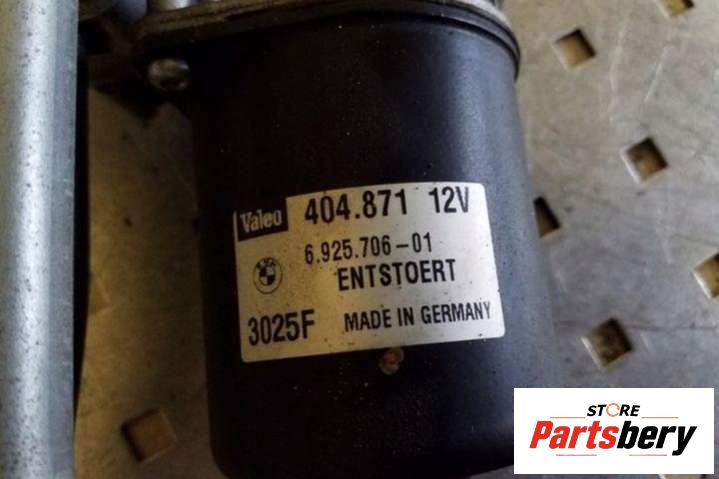 Valeo 404.871 12V
6.925.706-01
ENTSTOERT
3025F MADE IN GERMANY
STORE
Partsbery